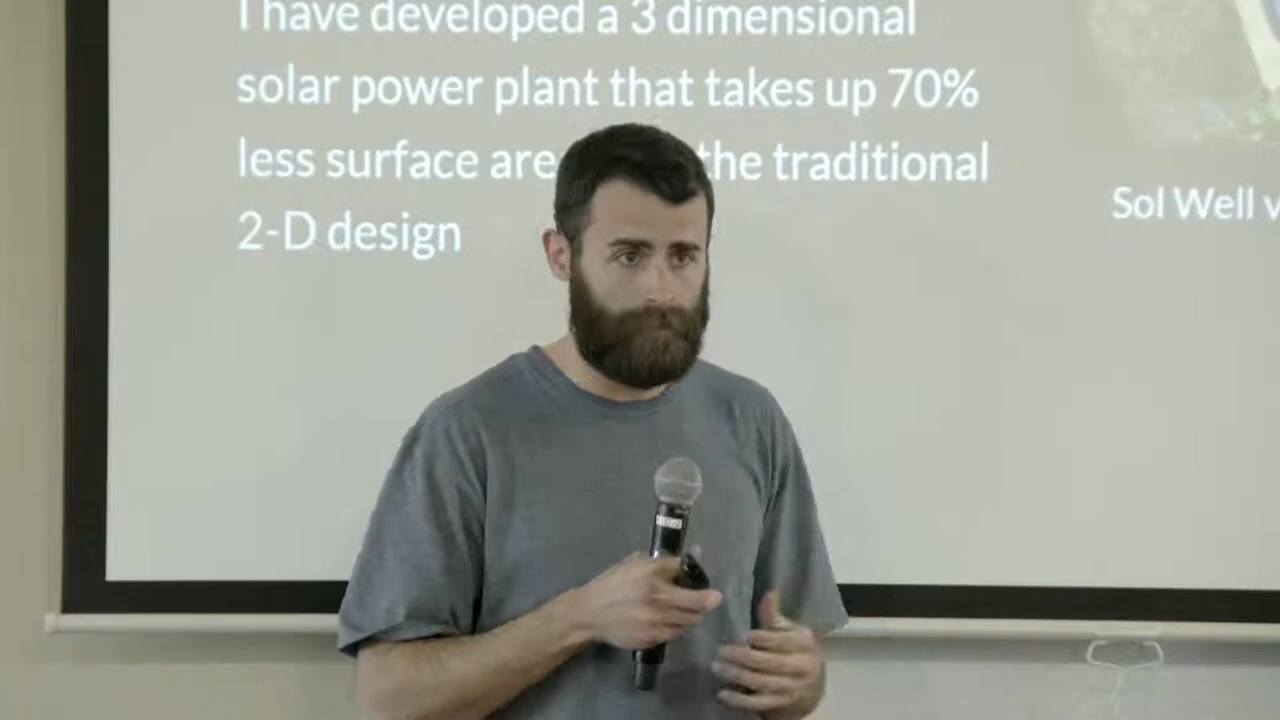 I have developed a 3 dimensional
solar power plant that takes up 70%
less surface the traditional
2-D design
Sol Well